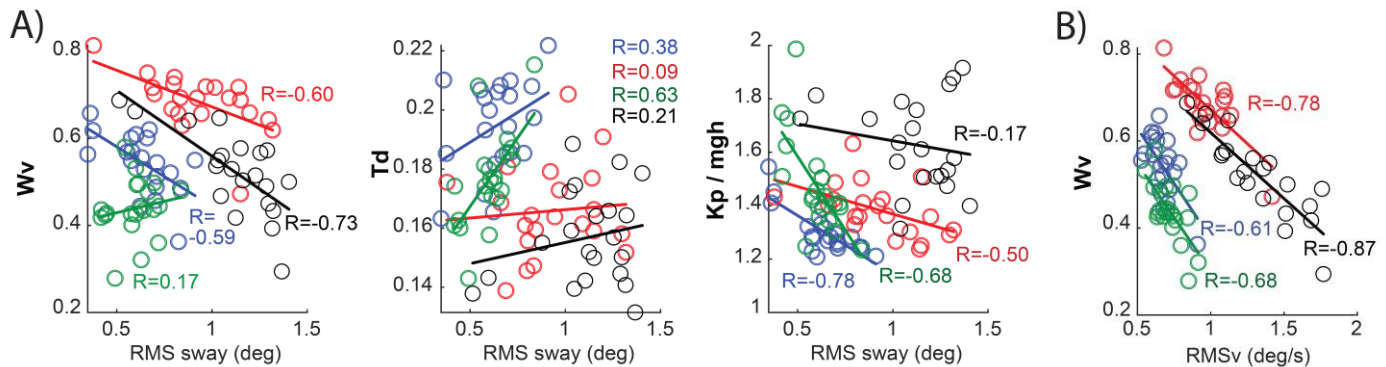 A)
Wv
0.8
0.6
0.4
0.2
0.5
1
1.5
RMS sway (deg)
R=-0.60
R=-0.73
R=
-0.59
R=0.17
Td
0.22
0.2
0.18
0.16
0.14
0.5
1
1.5
RMS sway (deg)
R=0.38
R=0.09
R=0.63
R=0.21
Kp / mgh
2
1.8
1.6
1.4
1.2
1
0.5
1
1.5
RMS sway (deg)
R=-0.17
R=-0.50
R=-0.68
R=-0.78
B)
Wv
0.8
0.6
0.4
0.2
0.5
1
1.5
2
RMSv (deg/s)
R=-0.78
R=-0.61
R=-0.87
R=-0.68